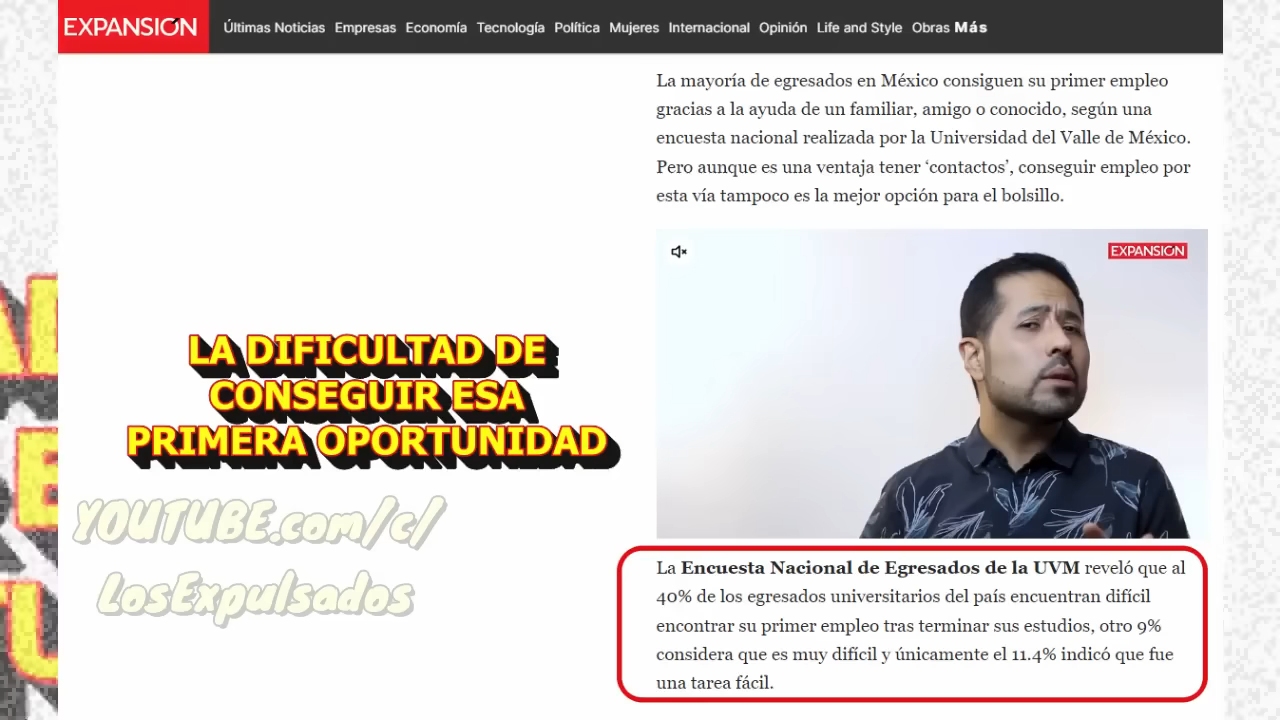 EXPANSIÓN
Últimas Noticias Empresas Economía Tecnología Política Mujeres Internacional Opinión Life and Style Obras Más
La mayoría de egresados en México consiguen su primer empleo
gracias a la ayuda de un familiar, amigo o conocido, según una
encuesta nacional realizada por la Universidad del Valle de México.
Pero aunque es una ventaja tener ‘contactos’, conseguir empleo por
esta vía tampoco es la mejor opción para el bolsillo.
EXPANSIÓN
LA DIFICULTAD DE
CONSEGUIR ESA
PRIMERA OPORTUNIDAD
YOUTUBE.com/c/
LosExpulsados
La Encuesta Nacional de Egresados de la UVM reveló que al
40% de los egresados universitarios del país encuentran difícil
encontrar su primer empleo tras terminar sus estudios, otro 9%
considera que es muy difícil y únicamente el 11.4% indicó que fue
una tarea fácil.